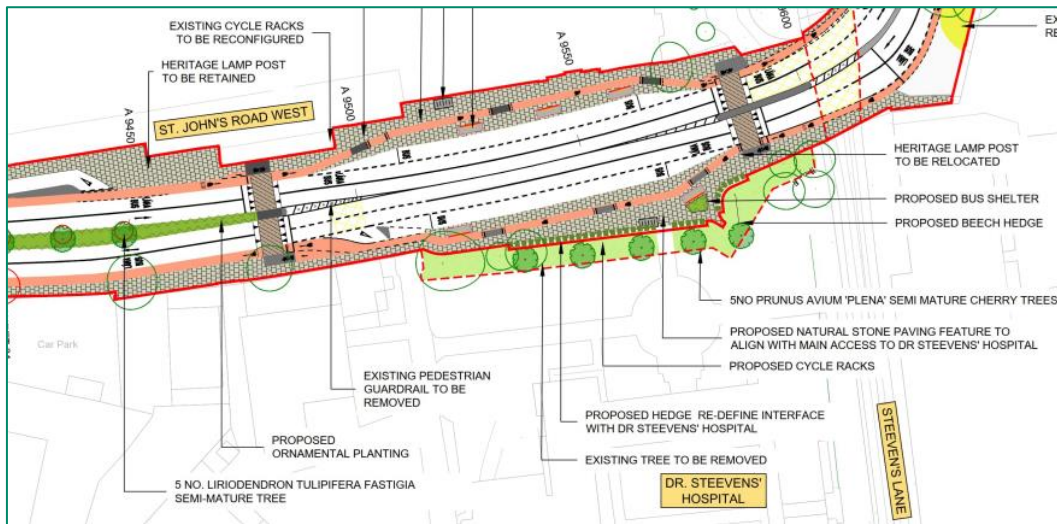 EXISTING CYCLE RACKS
TO BE RECONFIGURED
HERITAGE LAMP POST
TO BE RETAINED
A 9450
ST. JOHN'S ROAD WEST
A 9500
A 9550
9600
HERITAGE LAMP POST
TO BE RELOCATED
PROPOSED BUS SHELTER
PROPOSED BEECH HEDGE
5NO PRUNUS AVIUM 'PLENA' SEMI MATURE CHERRY TREES
PROPOSED NATURAL STONE PAVING FEATURE TO
ALIGN WITH MAIN ACCESS TO DR STEEVENS' HOSPITAL
PROPOSED CYCLE RACKS
Car Park
EXISTING PEDESTRIAN
GUARDRAIL TO BE
REMOVED
PROPOSED HEDGE RE-DEFINE INTERFACE
WITH DR STEEVENS' HOSPITAL
PROPOSED
ORNAMENTAL PLANTING
EXISTING TREE TO BE REMOVED
5 NO. LIRIODENDRON TULIPIFERA FASTIGIA
SEMI-MATURE TREE
DR. STEEVENS'
HOSPITAL
STEEVEN'S LANE